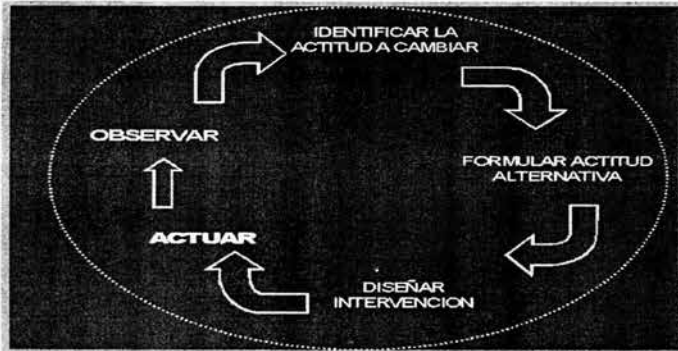 IDENTIFICAR LA
ACTITUD A CAMBIAR
FORMULAR ACTITUD
ALTERNATIVA
DISEÑAR
INTERVENCION
ACTUAR
OBSERVAR